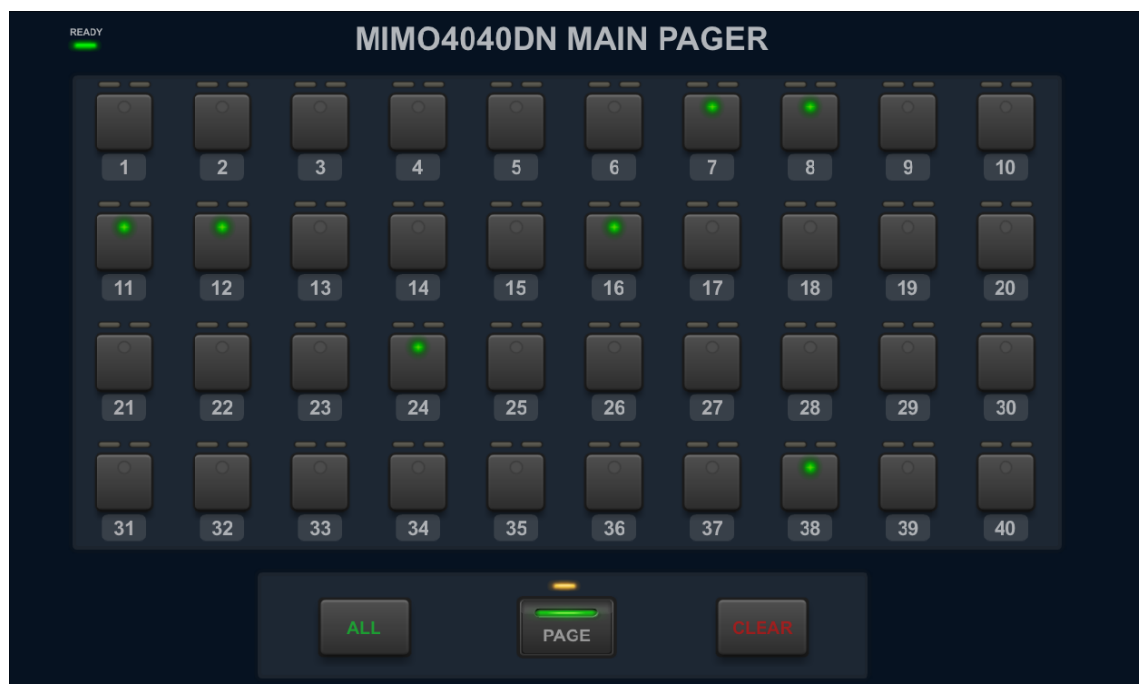 READY
MIMO4040DN MAIN PAGER
1 2 3 4 5 6 7 8 9 10
11 12 13 14 15 16 17 18 19 20
21 22 23 24 25 26 27 28 29 30
31 32 33 34 35 36 37 38 39 40
ALL PAGE CLEAR